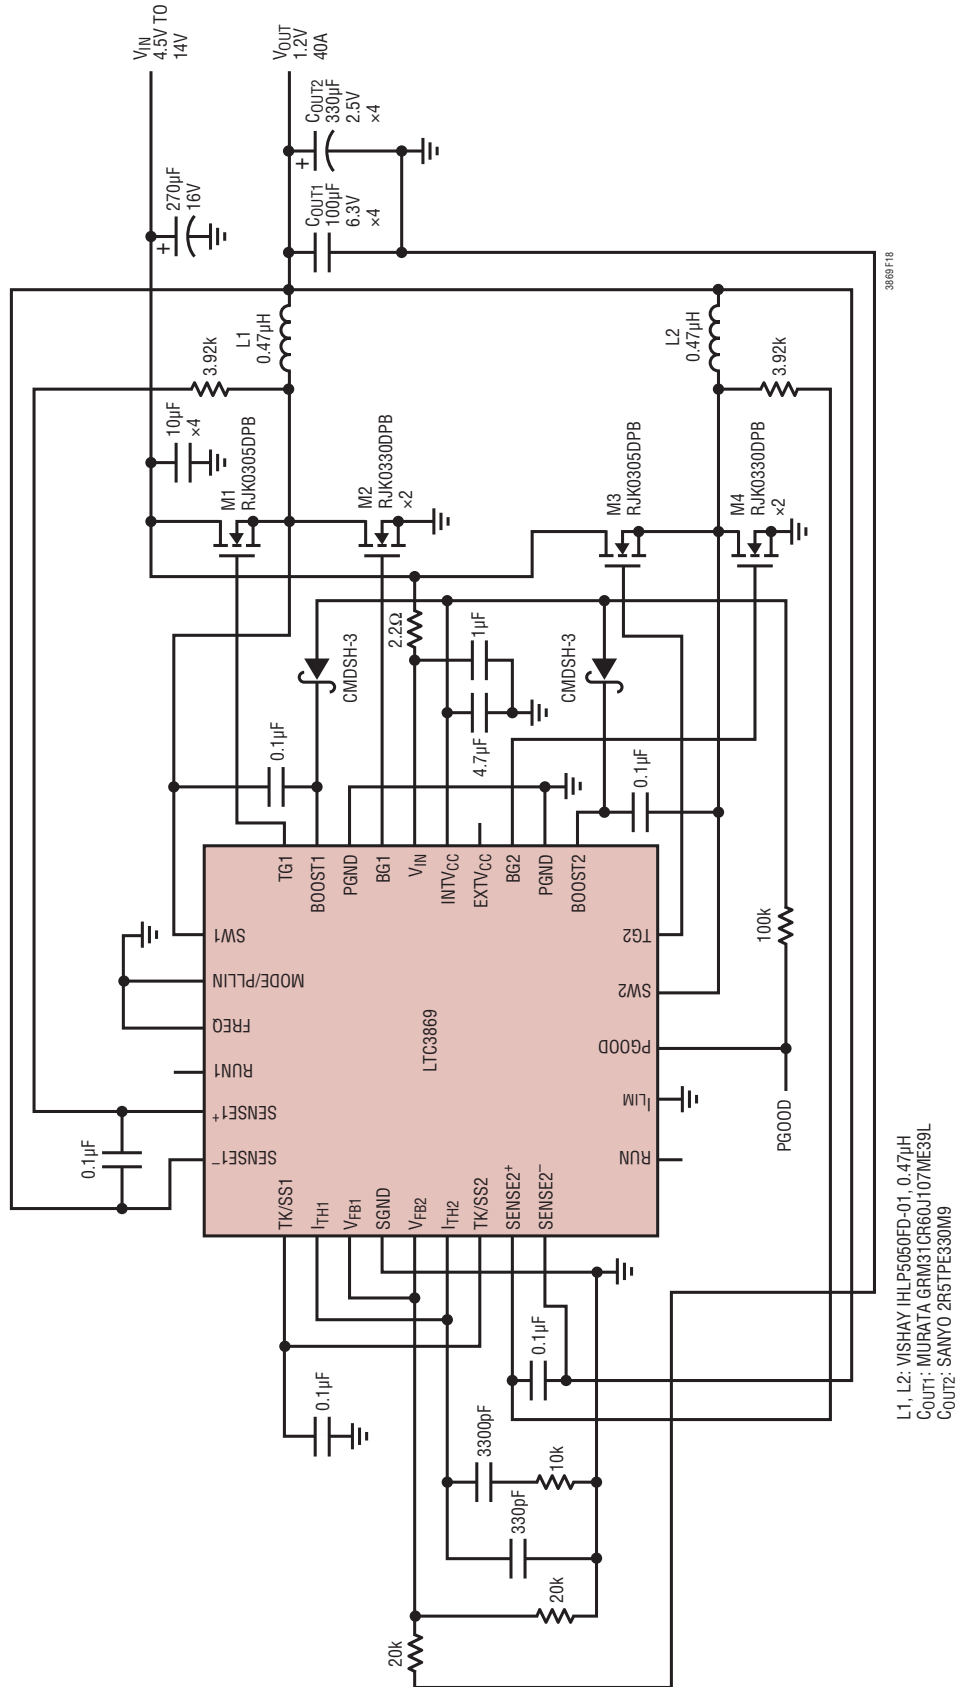 VIN
4.5V TO
14V
VOUT
1.2V
40A
COUT2
330µF
2.5V
×4
+
COUT1
100µF
6.3V
×4
270µF
16V
+
3869 F18
L1
0.47µH
3.92k
L2
0.47µH
3.92k
10µF
×4
M1
RJK0305DPB
M2
RJK0330DPB
×2
M3
RJK0305DPB
M4
RJK0330DPB
×2
2.2Ω
CMDSH-3
1µF
4.7µF
CMDSH-3
0.1µF
0.1µF
TG1
BOOST1
PGND
BG1
VIN
INTVCC
EXTVCC
BG2
PGND
BOOST2
SW1
MODE/PLLIN
FREQ
RUN1
SENSE1+
SENSE1–
LTC3869
TG2
SW2
PGOOD
ILIM
RUN
100k
PGOOD
0.1µF
TK/SS1
ITH1
VFB1
SGND
VFB2
ITH2
TK/SS2
SENSE2+
SENSE2–
0.1µF
0.1µF
3300pF
10k
330pF
20k
20k
L1, L2: VISHAY IHLP5050FD-01, 0.47µH
COUT1: MURATA GRM31CR60J107ME39L
COUT2: SANYO 2R5TPE330M9